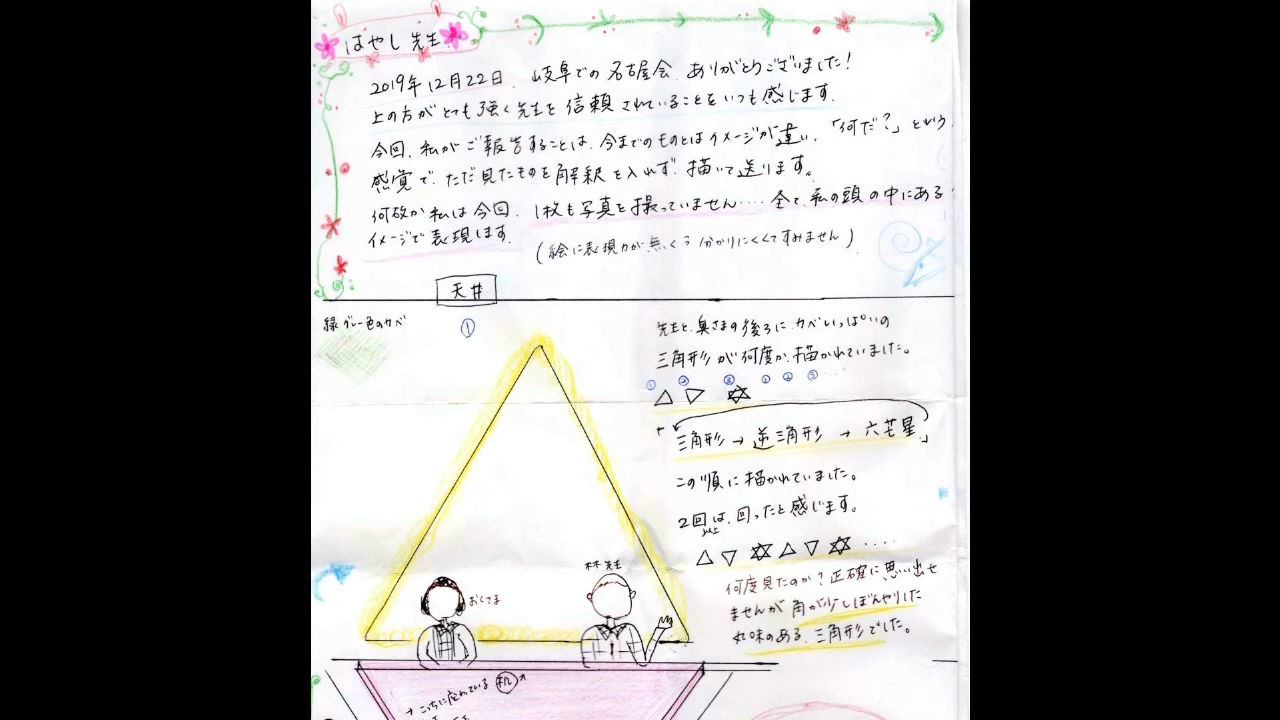 はやし先生
2019年12月22日、岐阜での名古屋会、ありがとうございました!
上の方がとても強く先生を信頼されていることをいつも感じます。
今回、私がご報告することは、今までのものとはイメージが違い、「何だ?」という
感覚で、ただ見たものを解釈を入れず、描いて送ります。
何故か私は今回、1枚も写真を撮っていません‥‥全て、私の頭の中にある
イメージで表現します。
(絵に表現力が無くう分かりにくくてすみません)
天井
緑グレー色のカベ
①
先生と、奥さまの後ろに、カベいっぱいの
三角形が何度か、描かれていました。
① ② ③ ① ② ③
△ ▽ ✡
「三角形→逆三角形→六芒星」
この順に描かれていました。
2回は、回ったと感じます。
以上
△ ▽ ✡ △ ▽ ✡ ‥‥
何度見たのか?正確に思い出せ
ませんが角が少しぼんやりした
丸味のある、三角形でした。
おくさま
林先生
→こっちに座れている机↗